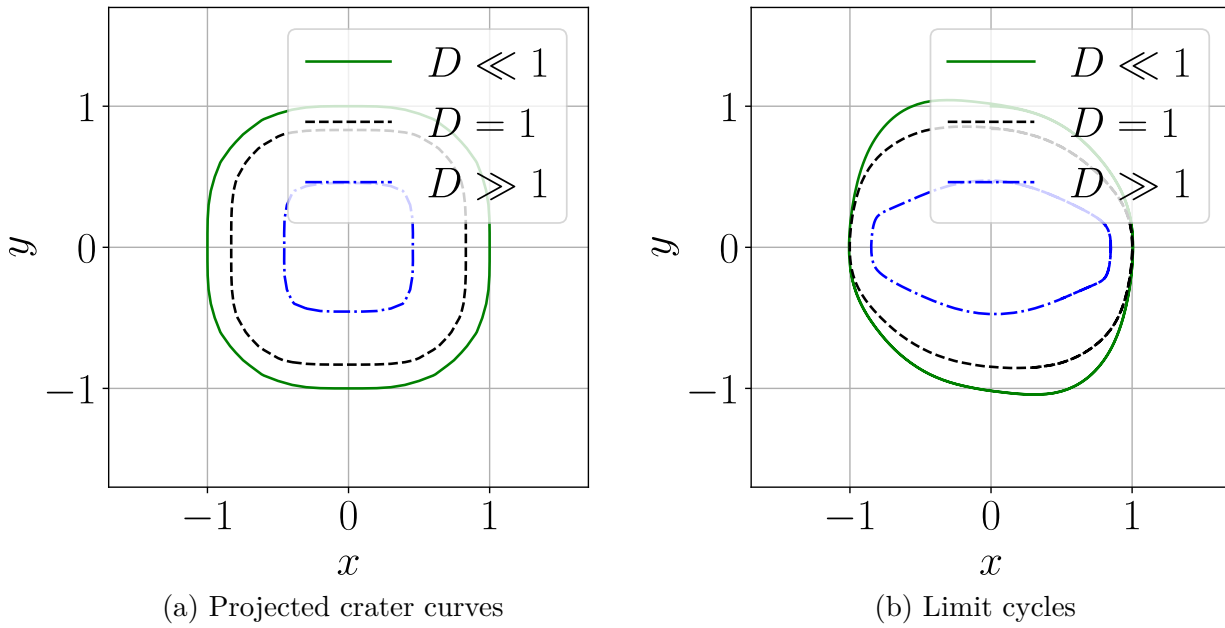 D ≪ 1
D = 1
D ≫ 1
1
0
−1
y
−1 0 1
x
(a) Projected crater curves
D ≪ 1
D = 1
D ≫ 1
1
0
−1
y
−1 0 1
x
(b) Limit cycles